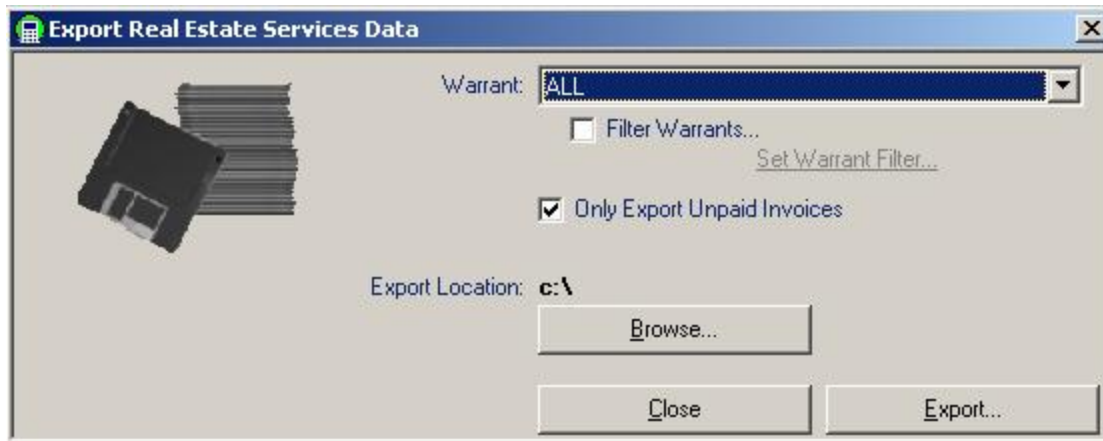 Export Real Estate Services Data
Warrant: ALL
Filter Warrants...
Set Warrant Filter...
Only Export Unpaid Invoices
Export Location: c:\
Browse...
Close Export...